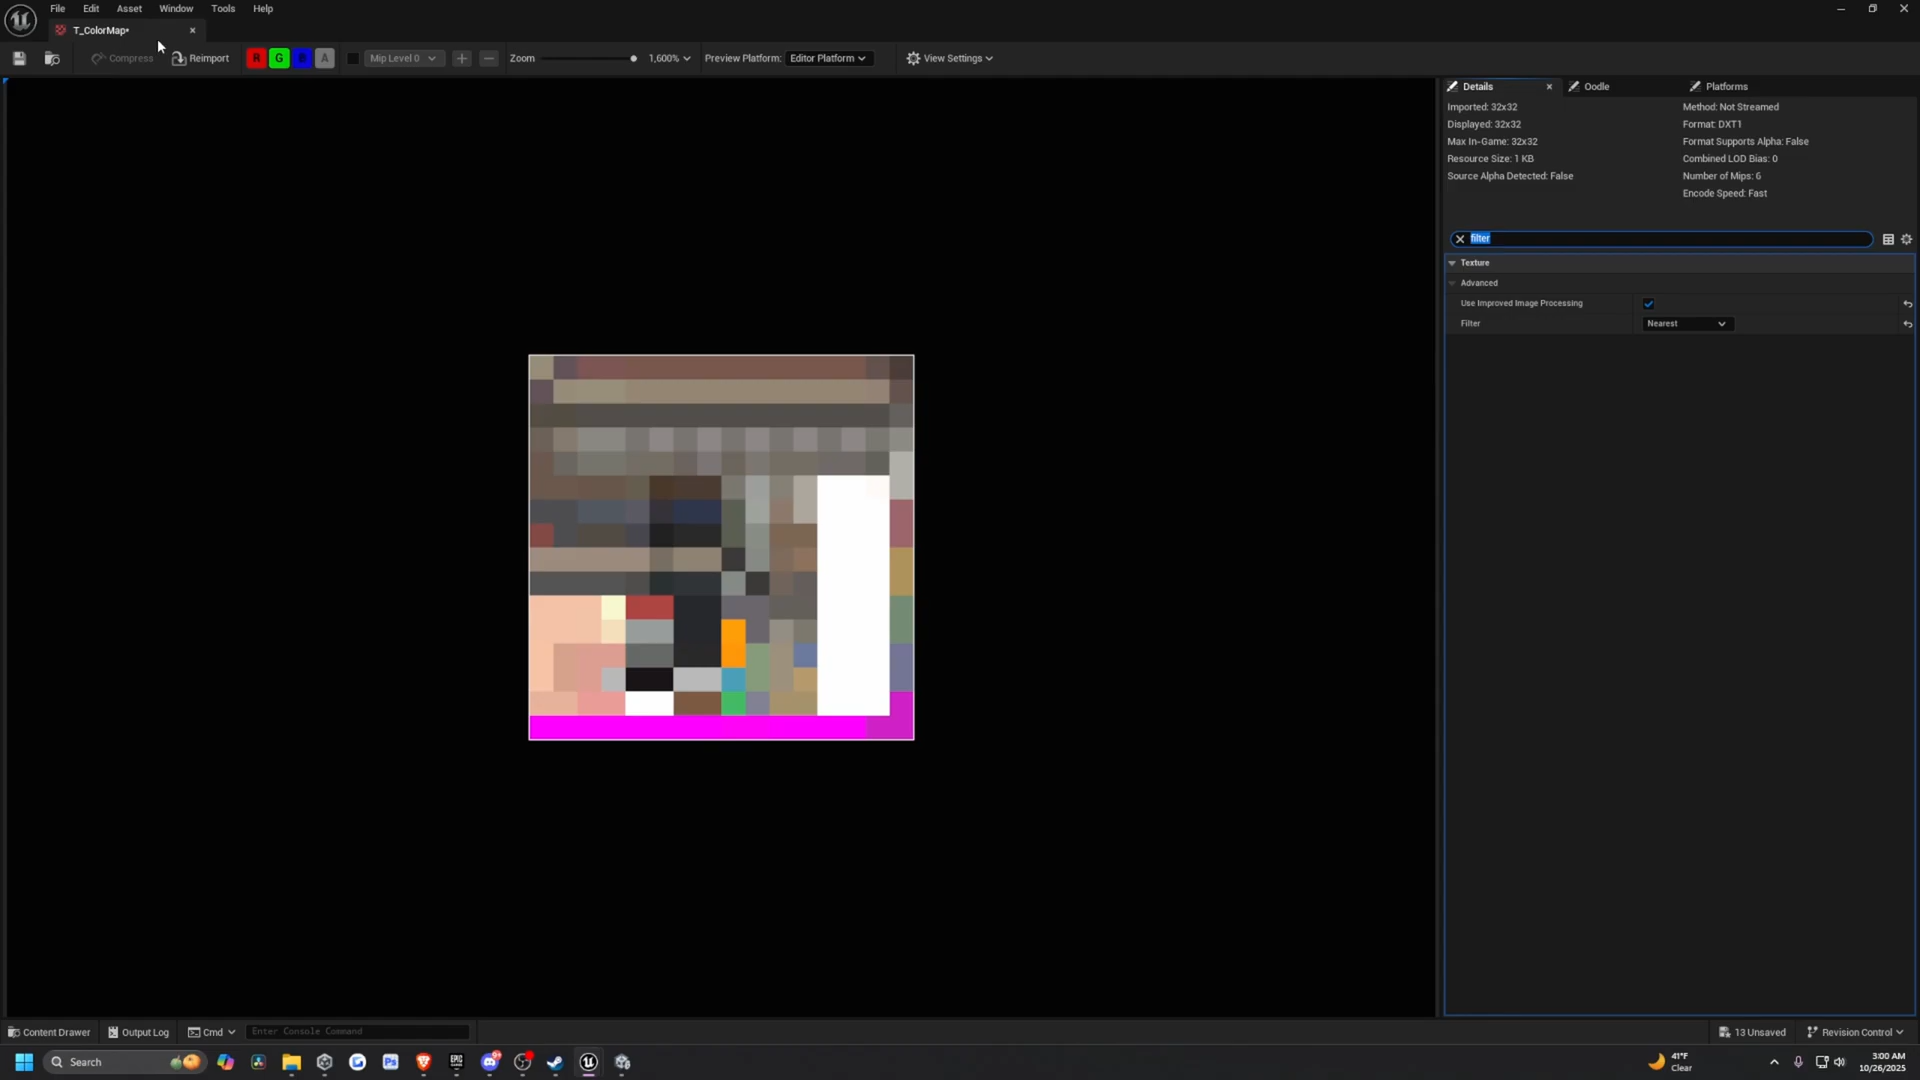 File Edit Asset Window Tools Help
T_ColorMap*
Compress Reimport R G B A Mip Level 0 Zoom 1,600% Preview Platform: Editor Platform View Settings
Details Oodle Platforms
Imported: 32x32 Method: Not Streamed
Displayed: 32x32 Format: DXT1
Max In-Game: 32x32 Format Supports Alpha: False
Resource Size: 1 KB Combined LOD Bias: 0
Source Alpha Detected: False Number of Mips: 6
Encode Speed: Fast
filter
Texture
Advanced
Use Improved Image Processing
Filter Nearest
Content Drawer Output Log Cmd Enter Console Command 13 Unsaved Revision Control
Search 41°F 3:00 AM
Clear 10/26/2025